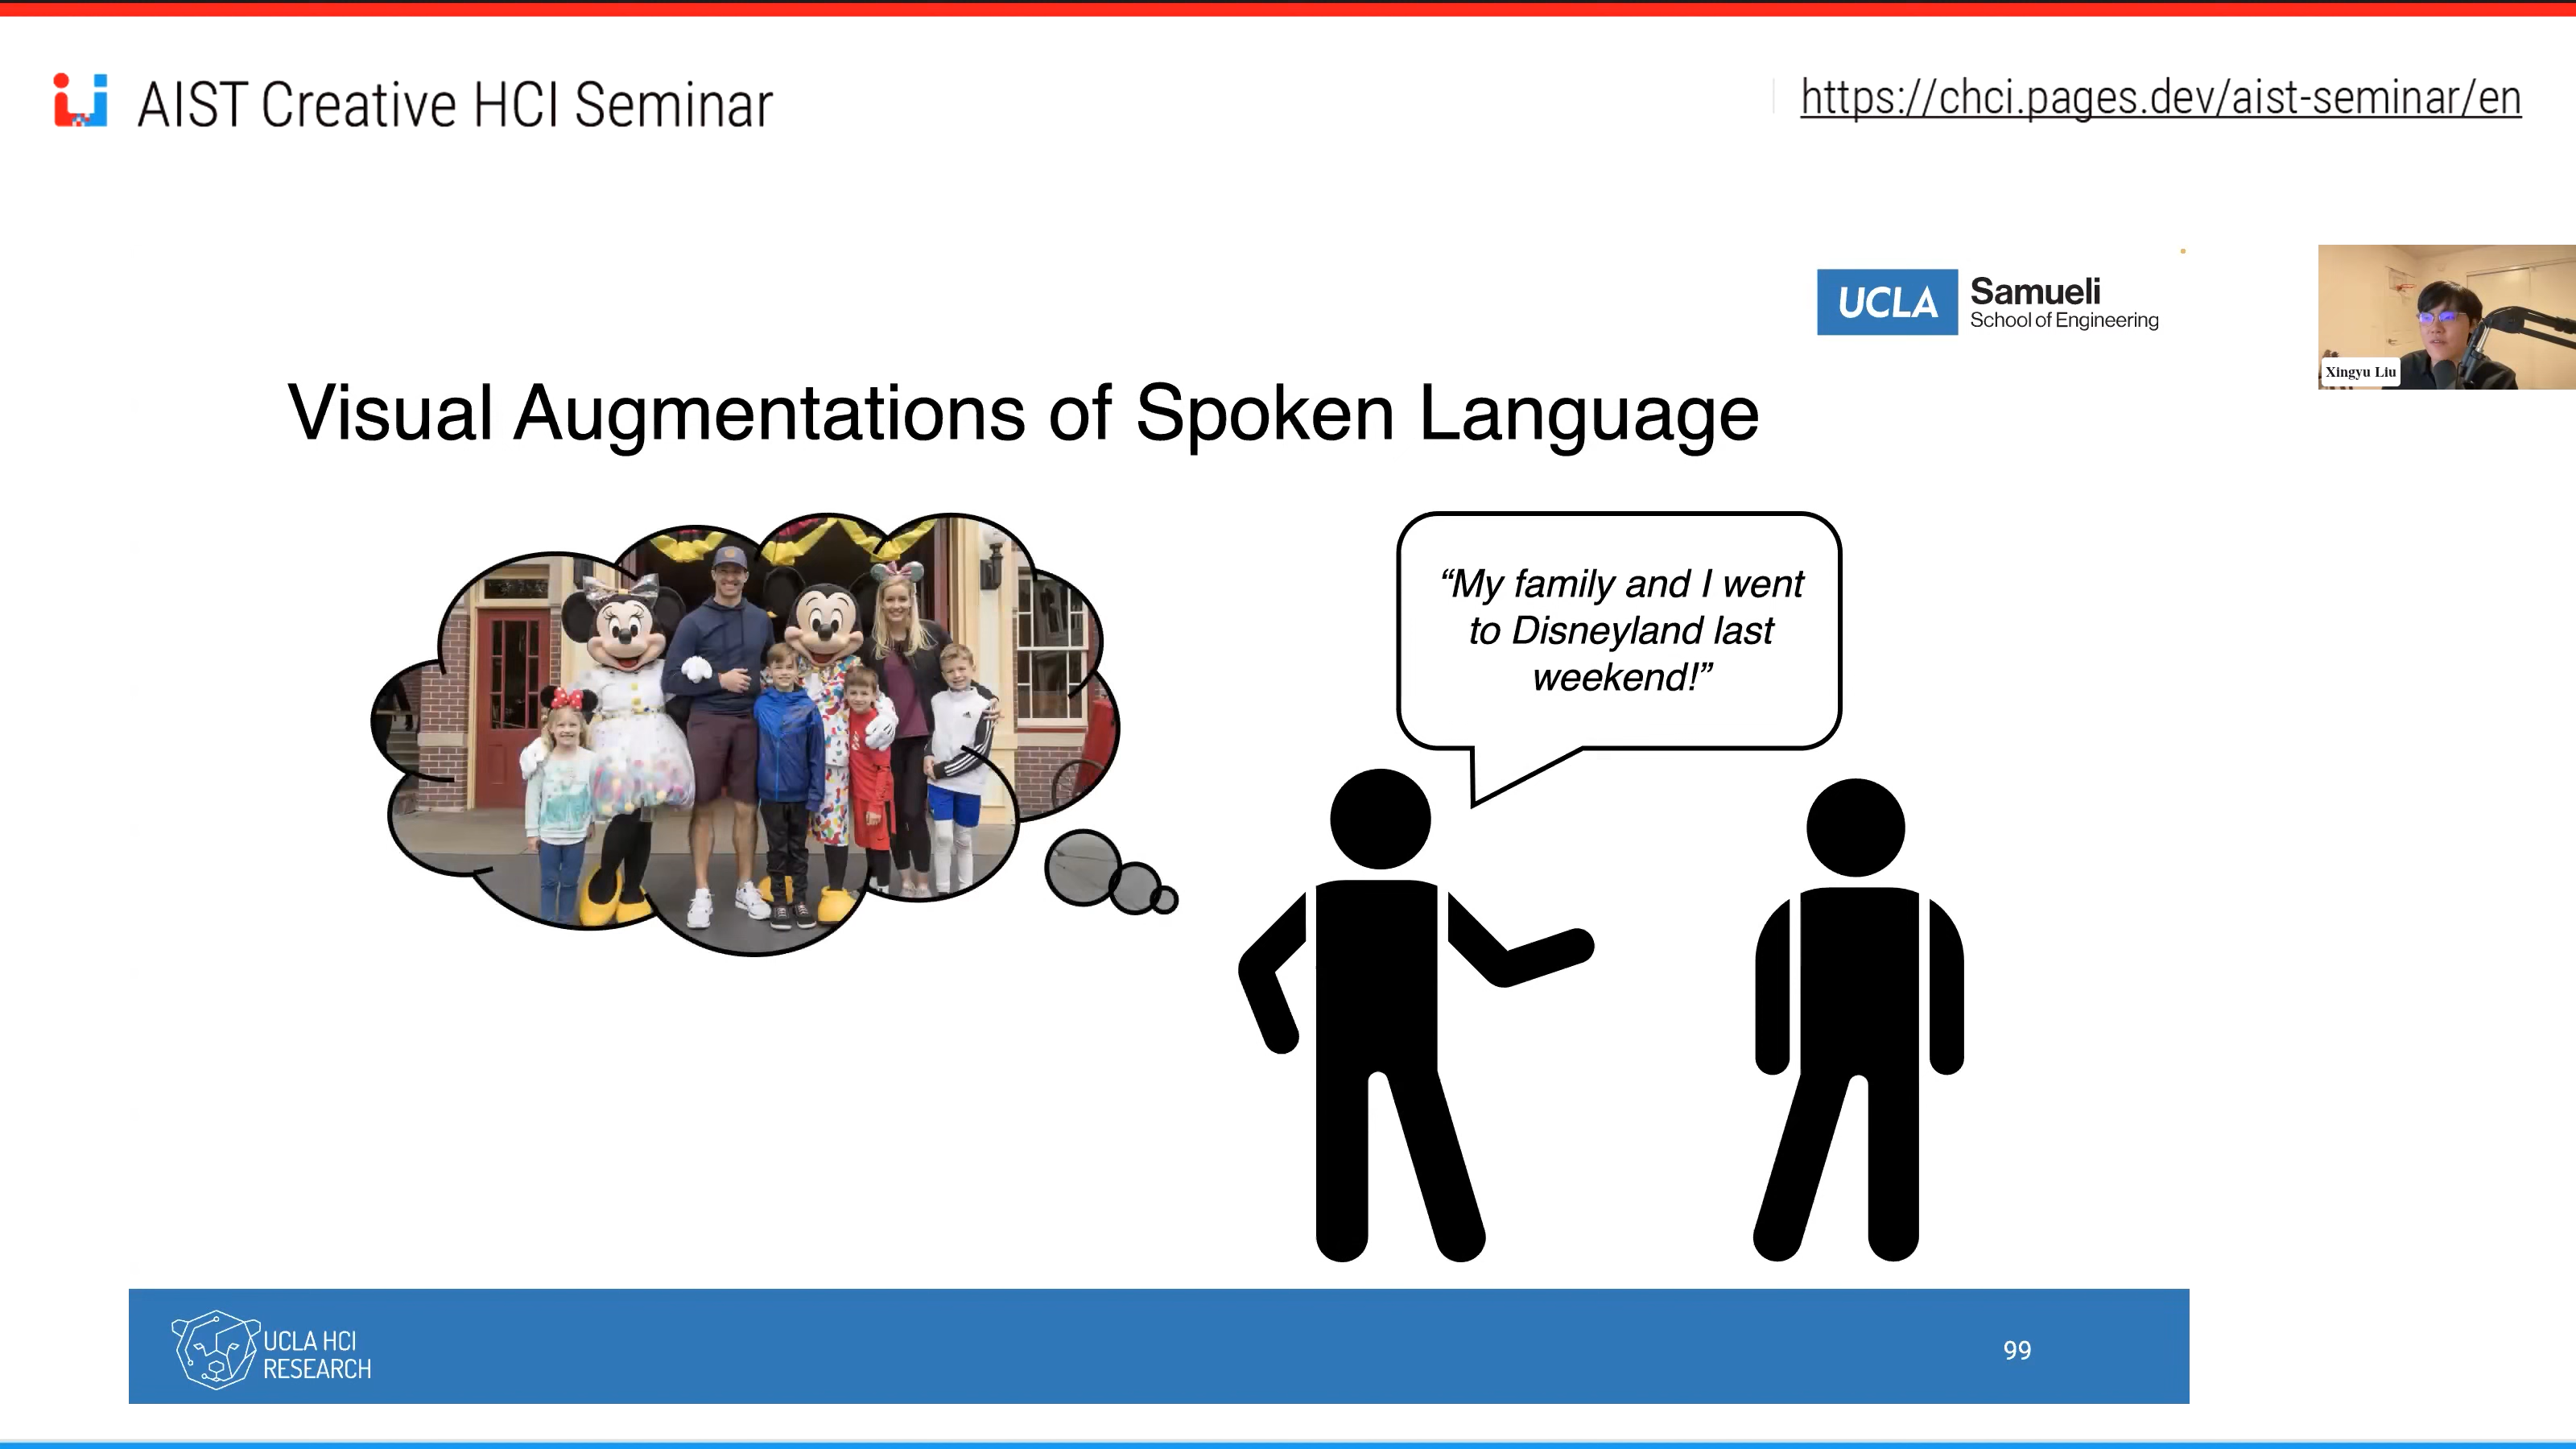 AIST Creative HCI Seminar
https://chci.pages.dev/aist-seminar/en
UCLA
Samueli
School of Engineering
Xingyu Liu
Visual Augmentations of Spoken Language
“My family and I went
to Disneyland last
weekend!”
UCLA HCI
RESEARCH
99